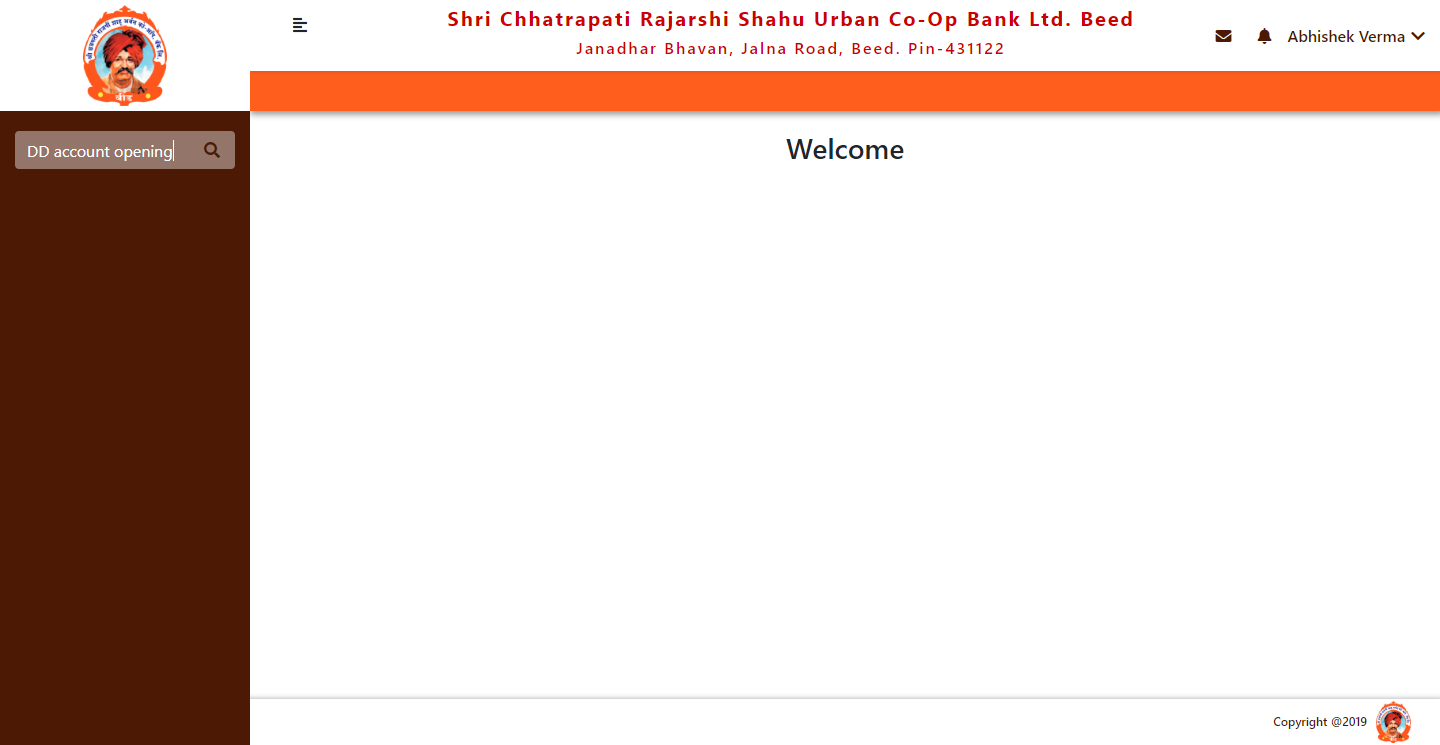 Shri Chhatrapati Rajarshi Shahu Urban Co-Op Bank Ltd. Beed
Janadhar Bhavan, Jalna Road, Beed. Pin-431122
Abhishek Verma
DD account opening
Welcome
बीड
Copyright @2019